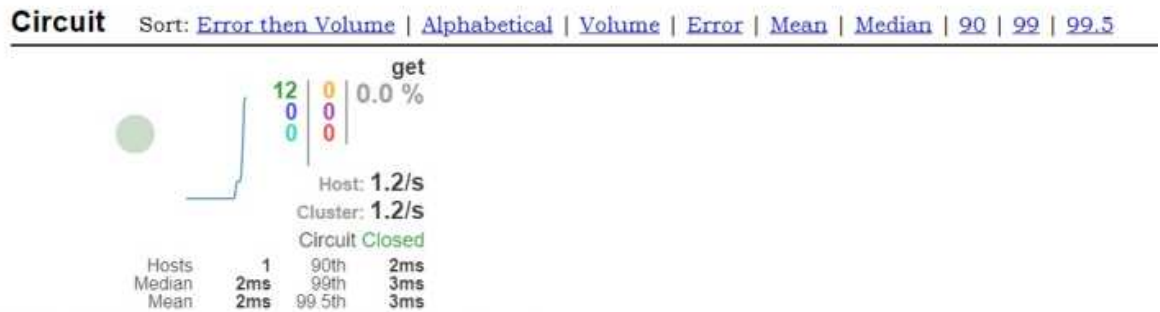 Circuit Sort: Error then Volume | Alphabetical | Volume | Error | Mean | Median | 90 | 99 | 99.5
get
12 0 0.0 %
0 0
0 0
Host: 1.2/s
Cluster: 1.2/s
Circuit Closed
Hosts 1 90th 2ms
Median 2ms 99th 3ms
Mean 2ms 99.5th 3ms